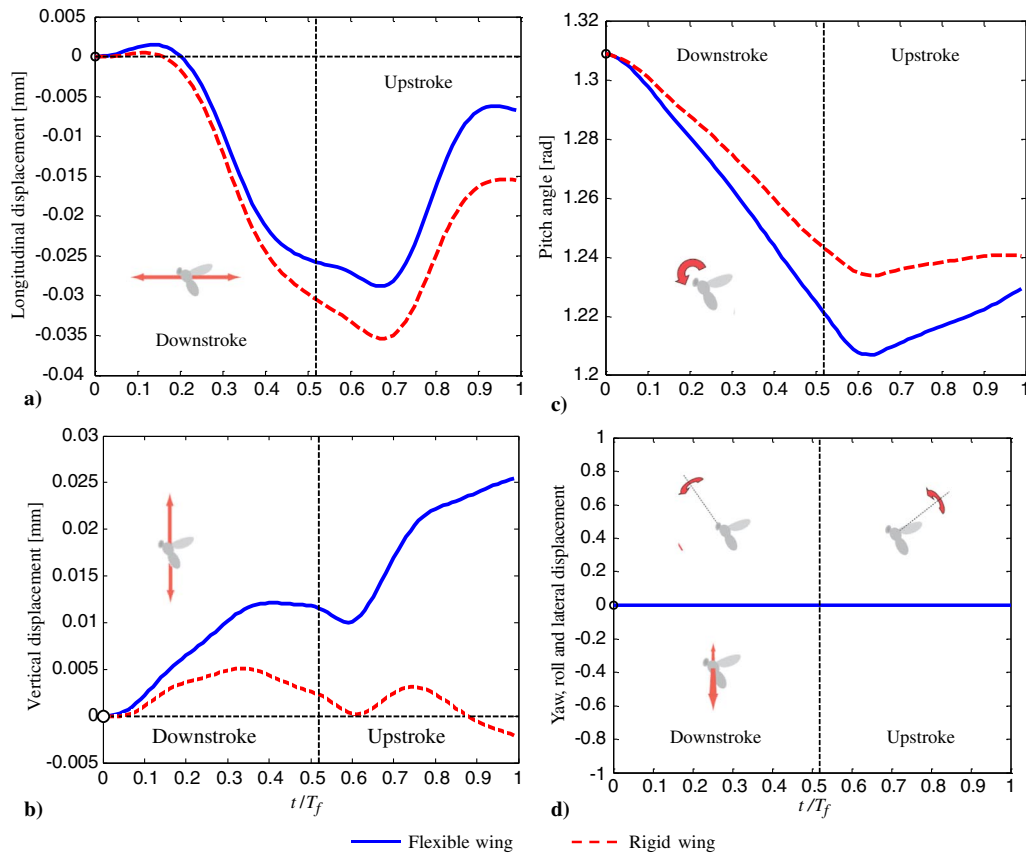 0.005
0
-0.005
-0.01
-0.015
-0.02
-0.025
-0.03
-0.035
-0.04
Longitudinal displacement [mm]
Upstroke
Downstroke
0 0.1 0.2 0.3 0.4 0.5 0.6 0.7 0.8 0.9 1
a)
1.32
1.3
1.28
1.26
1.24
1.22
1.2
Pitch angle [rad]
Downstroke Upstroke
0 0.1 0.2 0.3 0.4 0.5 0.6 0.7 0.8 0.9 1
c)
0.03
0.025
0.02
0.015
0.01
0.005
0
-0.005
Vertical displacement [mm]
Downstroke Upstroke
0 0.1 0.2 0.3 0.4 0.5 0.6 0.7 0.8 0.9 1
b) t/Tf
1
0.8
0.6
0.4
0.2
0
-0.2
-0.4
-0.6
-0.8
-1
Yaw, roll and lateral displacement
Downstroke Upstroke
0 0.1 0.2 0.3 0.4 0.5 0.6 0.7 0.8 0.9 1
d) t/Tf
Flexible wing Rigid wing